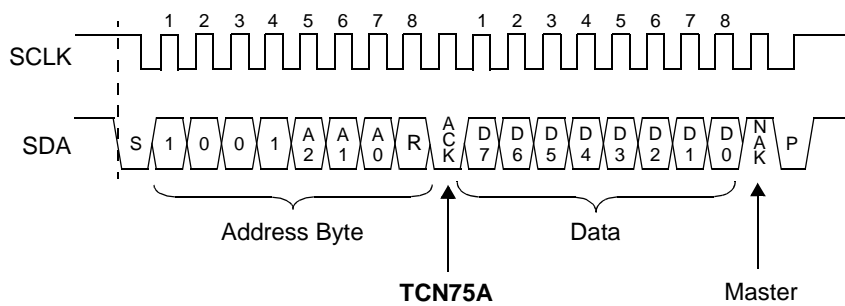 1 2 3 4 5 6 7 8 1 2 3 4 5 6 7 8
SCLK
SDA S 1 0 0 1 A2 A1 A0 R ACK D7 D6 D5 D4 D3 D2 D1 D0 NAK P
Address Byte Data
TCN75A Master